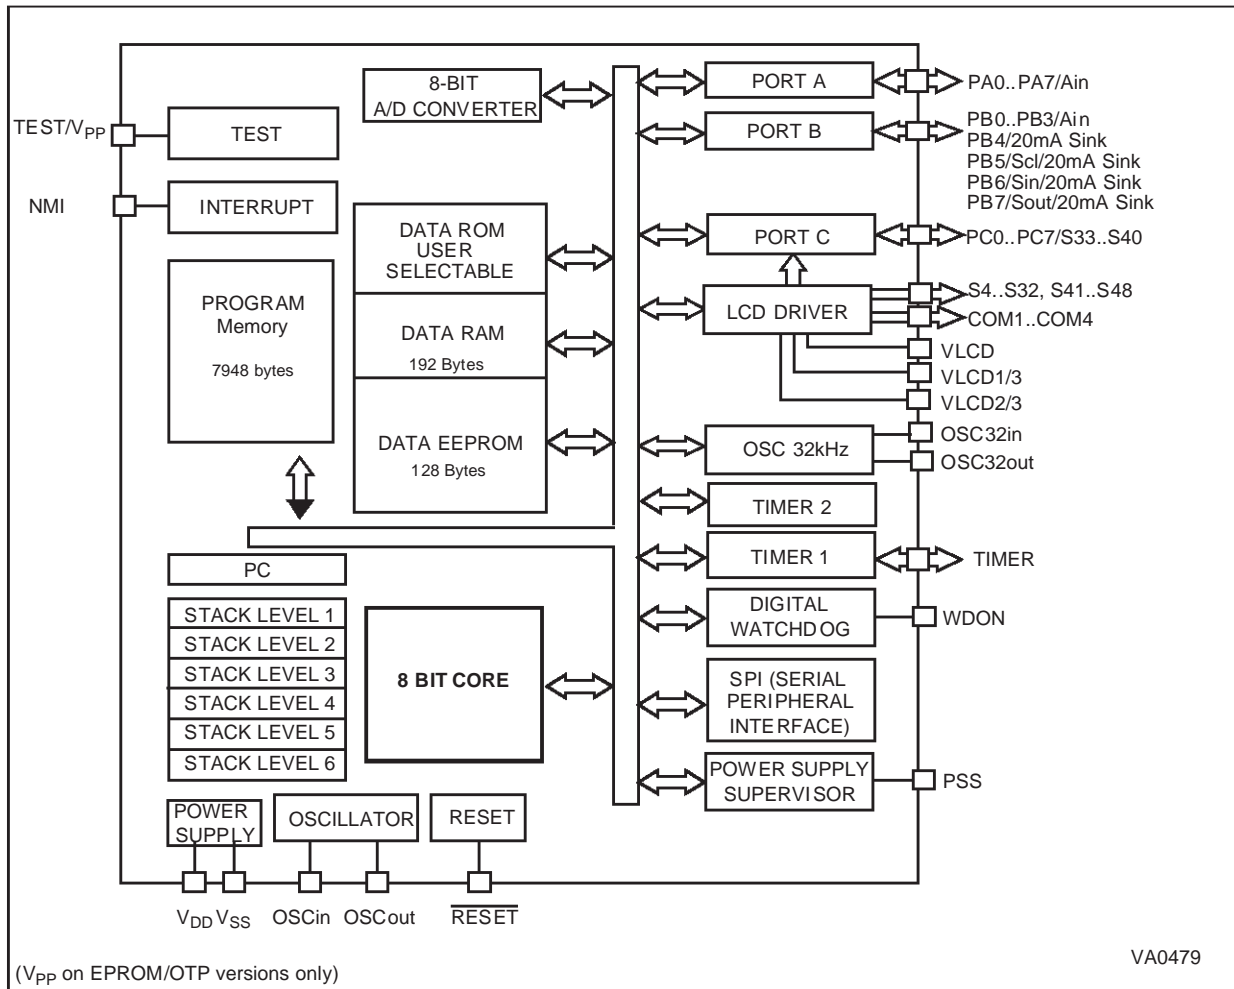 8-BIT
A/D CONVERTER
PORT A
PA0..PA7/Ain
TEST/VPP
TEST
PORT B
PB0..PB3/Ain
PB4/20mA Sink
PB5/Scl/20mA Sink
PB6/Sin/20mA Sink
PB7/Sout/20mA Sink
NMI
INTERRUPT
DATA ROM
USER
SELECTABLE
PORT C
PC0..PC7/S33..S40
PROGRAM
Memory
7948 bytes
DATA RAM
192 Bytes
LCD DRIVER
S4..S32, S41..S48
COM1..COM4
VLCD
VLCD1/3
VLCD2/3
DATA EEPROM
128 Bytes
OSC 32kHz
OSC32in
OSC32out
TIMER 2
TIMER 1
TIMER
PC
STACK LEVEL 1
STACK LEVEL 2
STACK LEVEL 3
STACK LEVEL 4
STACK LEVEL 5
STACK LEVEL 6
8 BIT CORE
DIGITAL
WATCHDOG
WDON
SPI (SERIAL
PERIPHERAL
INTERFACE)
POWER SUPPLY
SUPERVISOR
PSS
POWER
SUPPLY
OSCILLATOR
RESET
VDD VSS
OSCin
OSCout
RESET
(VPP on EPROM/OTP versions only)
VA0479